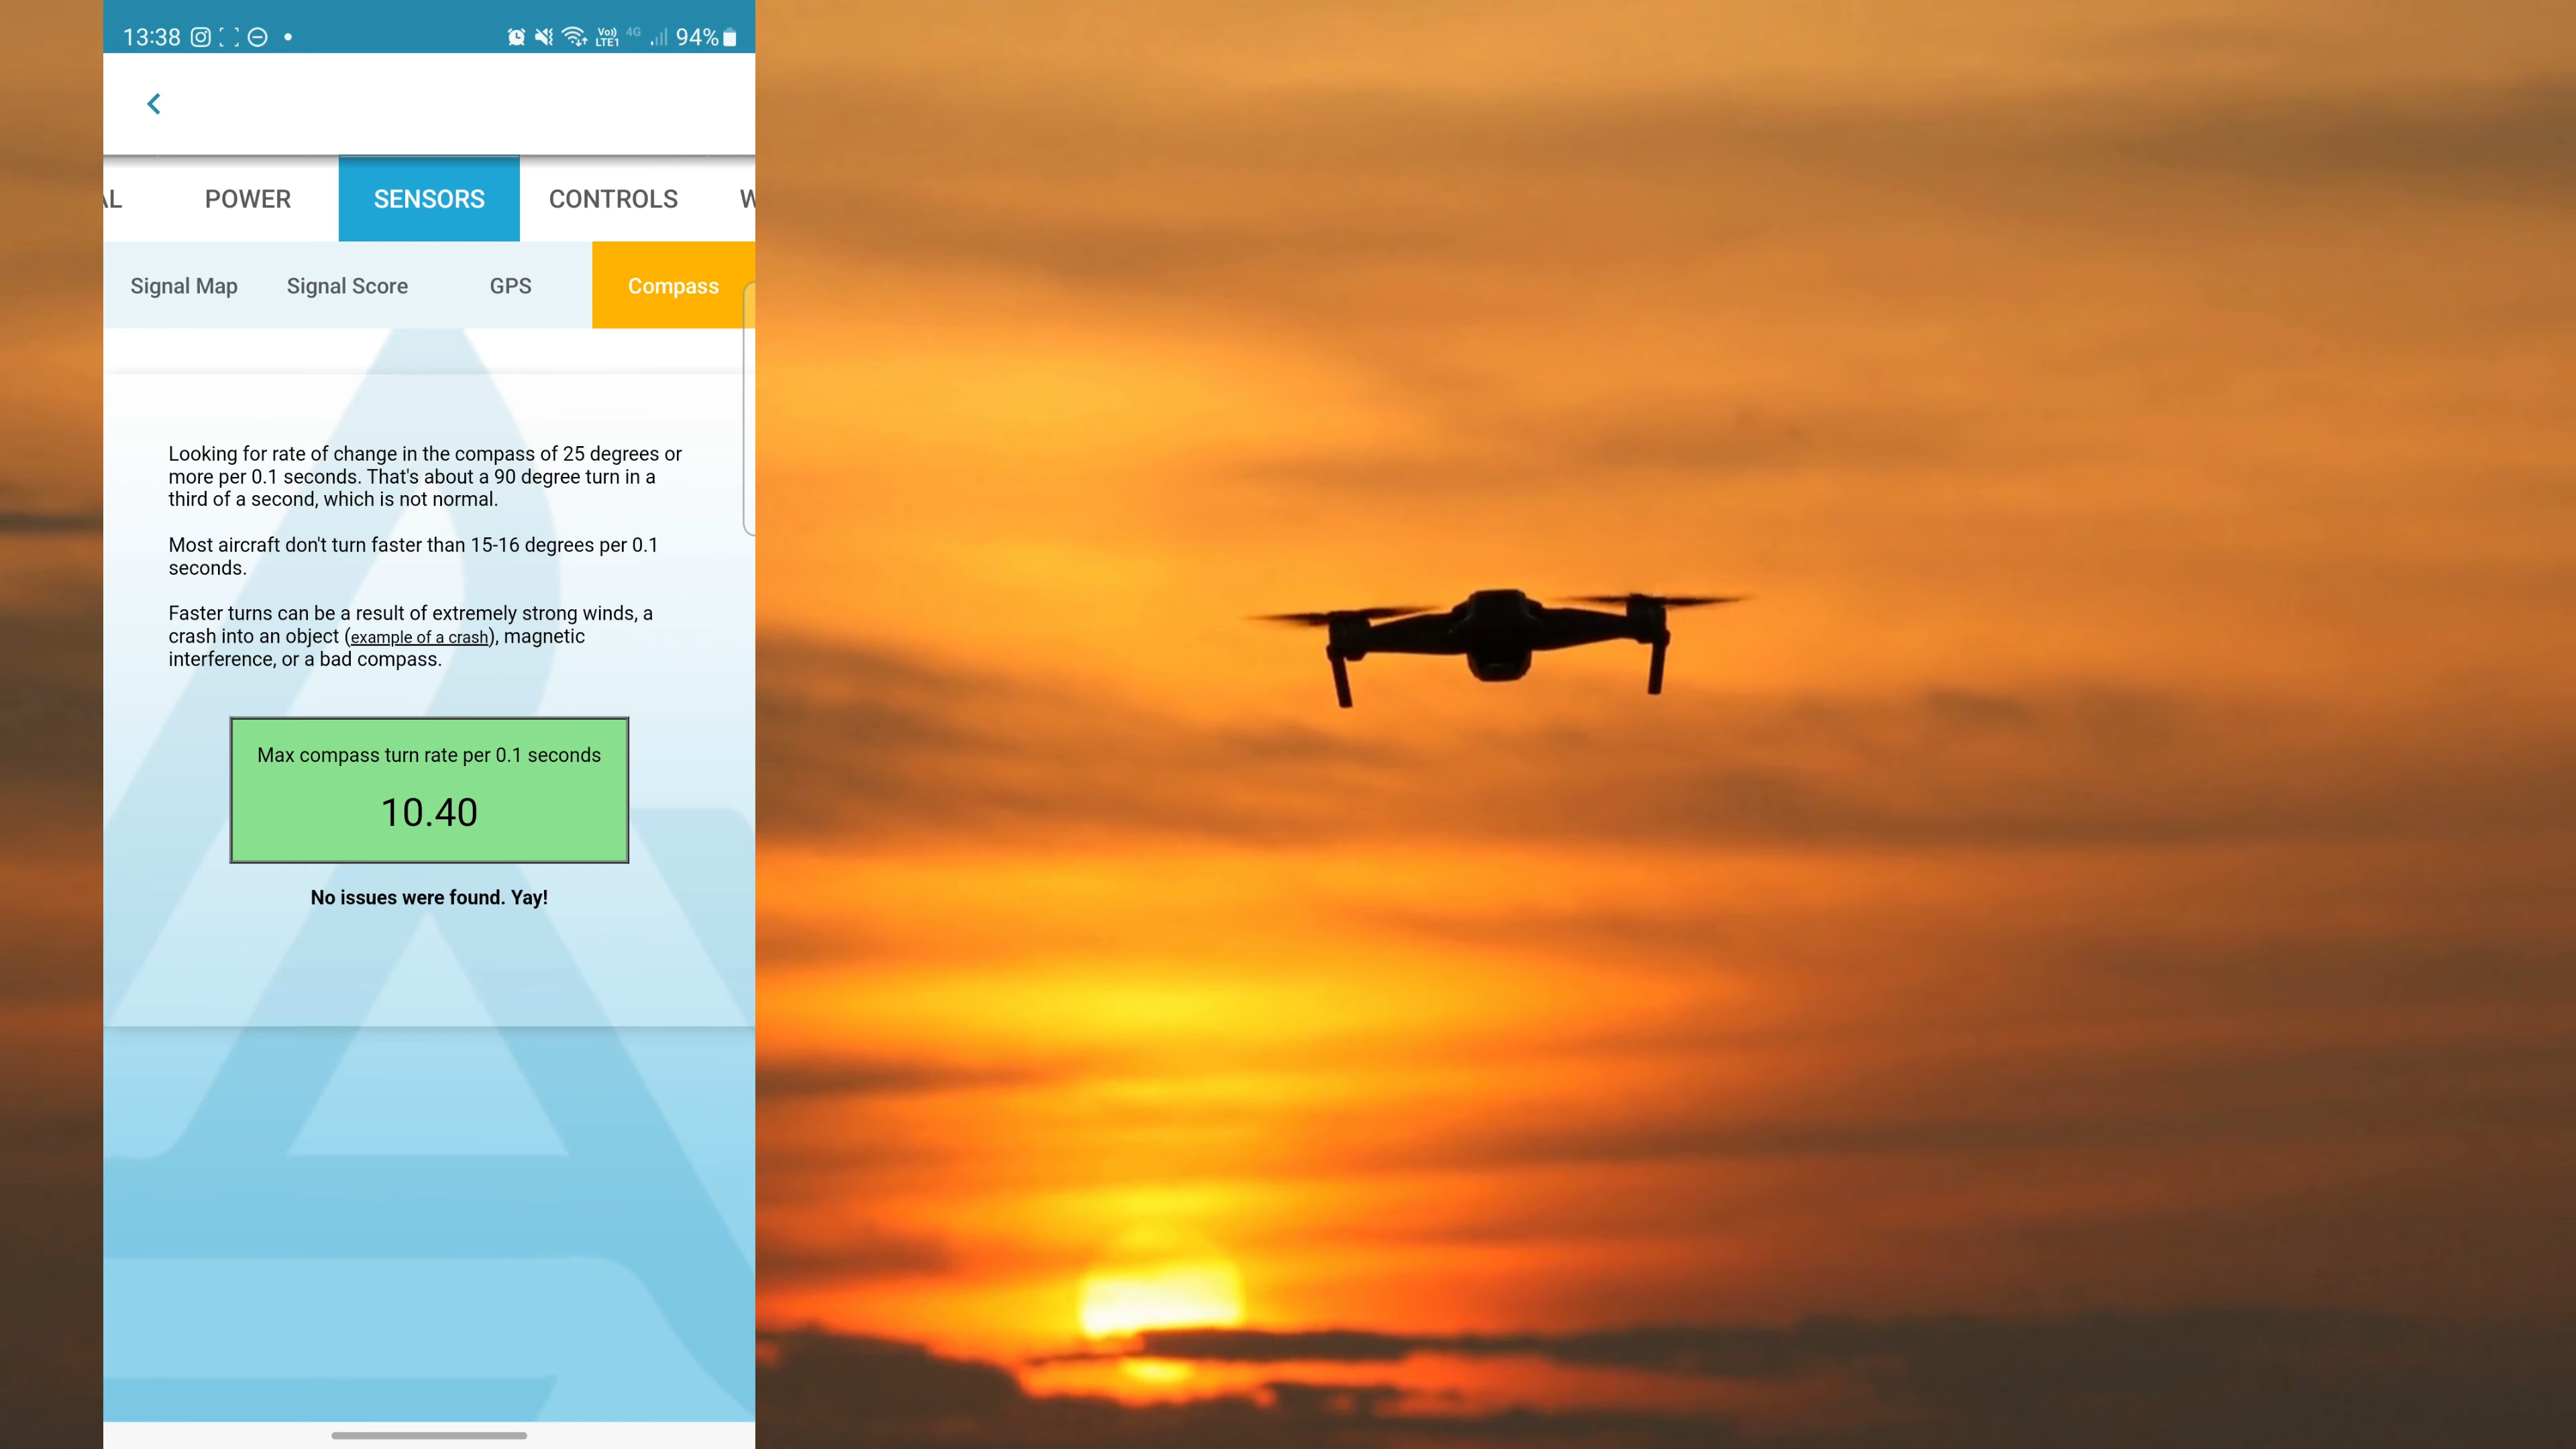 13:38 Vo)) LTE1 4G 94%
AL POWER SENSORS CONTROLS W
Signal Map Signal Score GPS Compass
Looking for rate of change in the compass of 25 degrees or
more per 0.1 seconds. That's about a 90 degree turn in a
third of a second, which is not normal.
Most aircraft don't turn faster than 15-16 degrees per 0.1
seconds.
Faster turns can be a result of extremely strong winds, a
crash into an object (example of a crash), magnetic
interference, or a bad compass.
Max compass turn rate per 0.1 seconds
10.40
No issues were found. Yay!